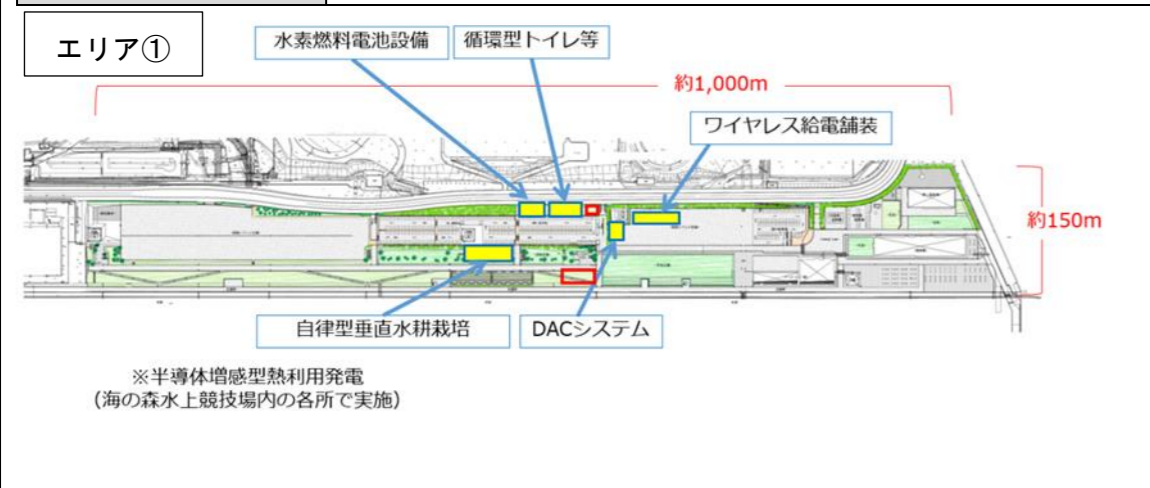 エリア①
水素燃料電池設備
循環型トイレ等
約1,000m
ワイヤレス給電舗装
約150m
自律型垂直水耕栽培
DACシステム
※半導体増感型熱利用発電
（海の森水上競技場内の各所で実施）